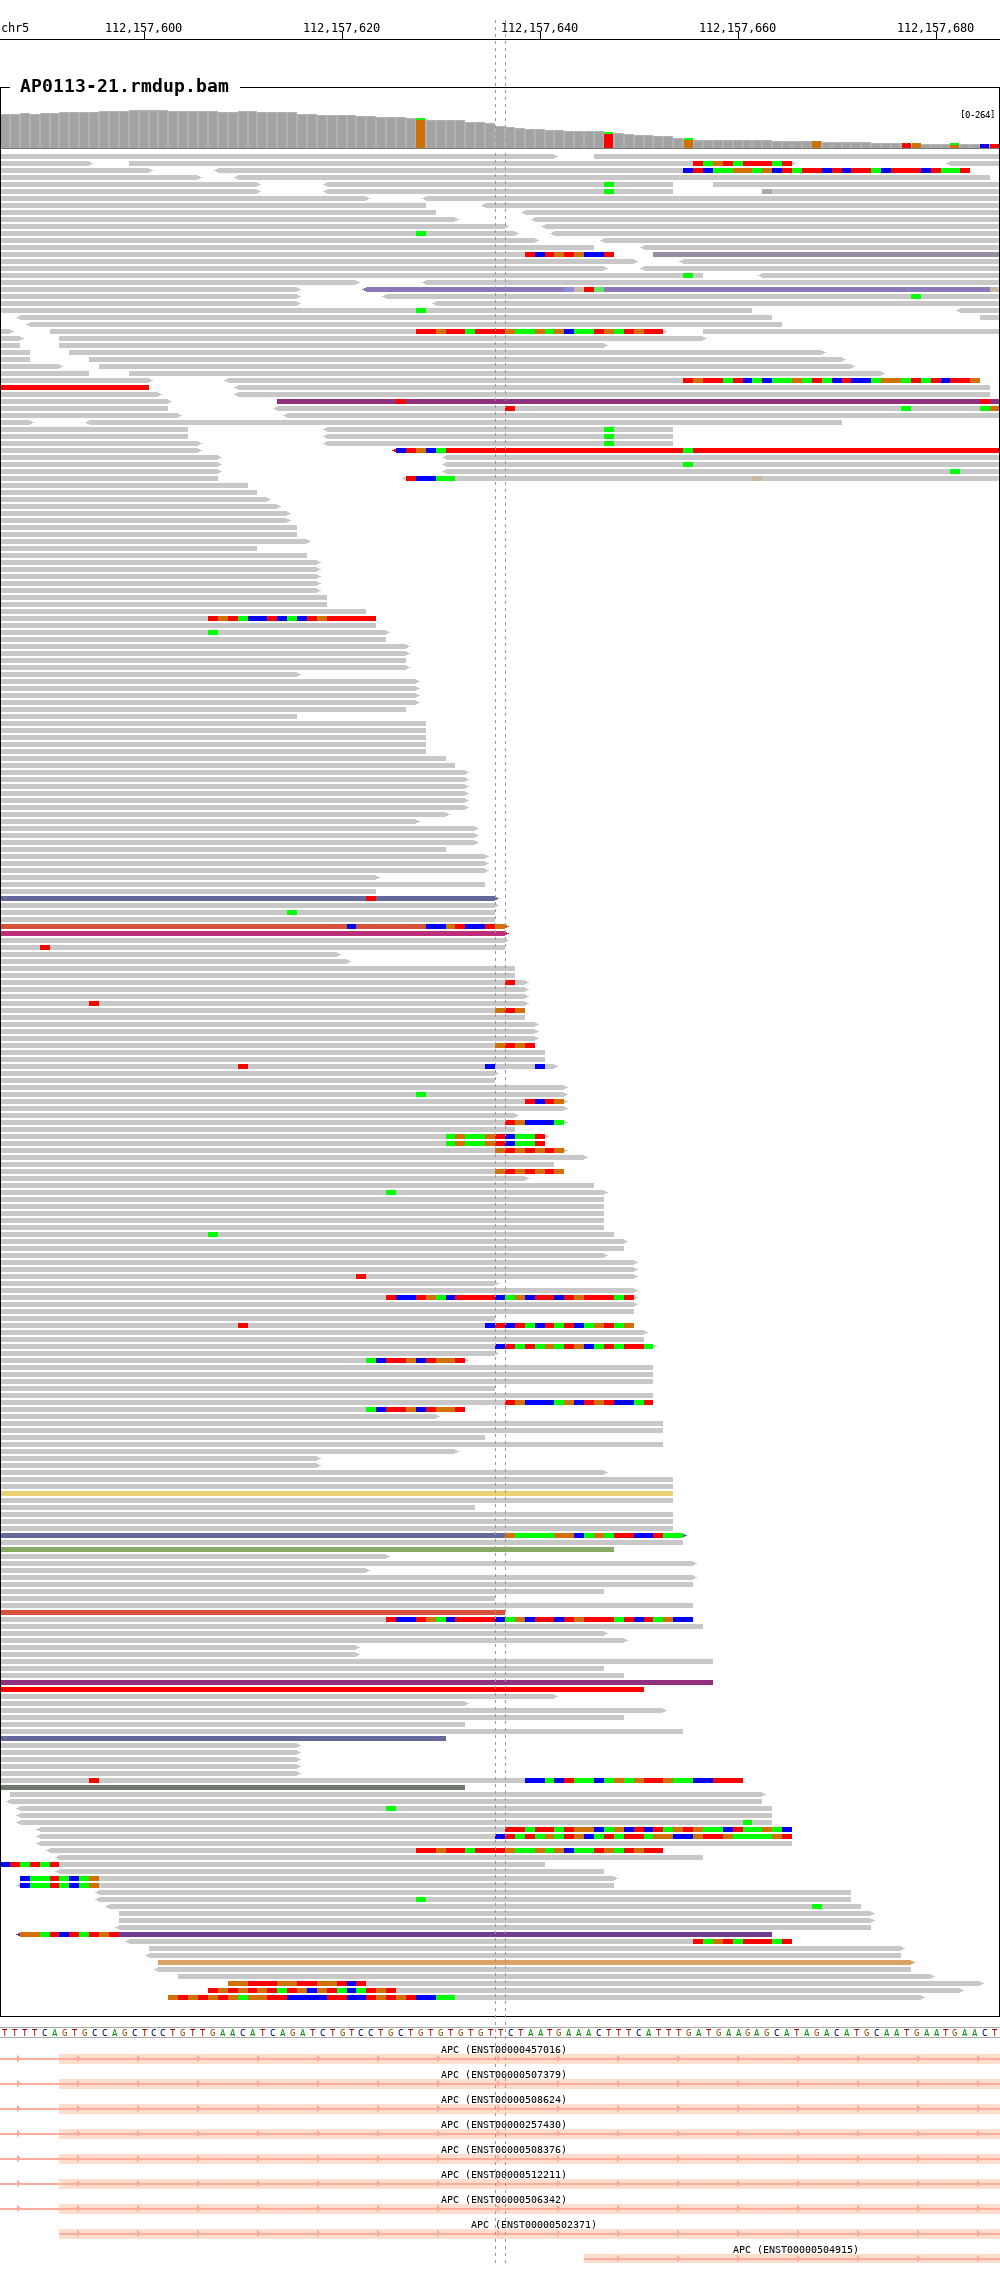 chr5 112,157,600 112,157,620 112,157,640 112,157,660 112,157,680
AP0113-21.rmdup.bam
[0-264]
T T T T C A G T G C C A G C T C C T G T T G A A C A T C A G A T C T G T C C T G C T G T G T G T G T T C T A A T G A A A C T T T C A T T T G A T G A A G A G C A T A G A C A T G C A A T G A A T G A A C T
APC (ENST00000457016)
APC (ENST00000507379)
APC (ENST00000508624)
APC (ENST00000257430)
APC (ENST00000508376)
APC (ENST00000512211)
APC (ENST00000506342)
APC (ENST00000502371)
APC (ENST00000504915)